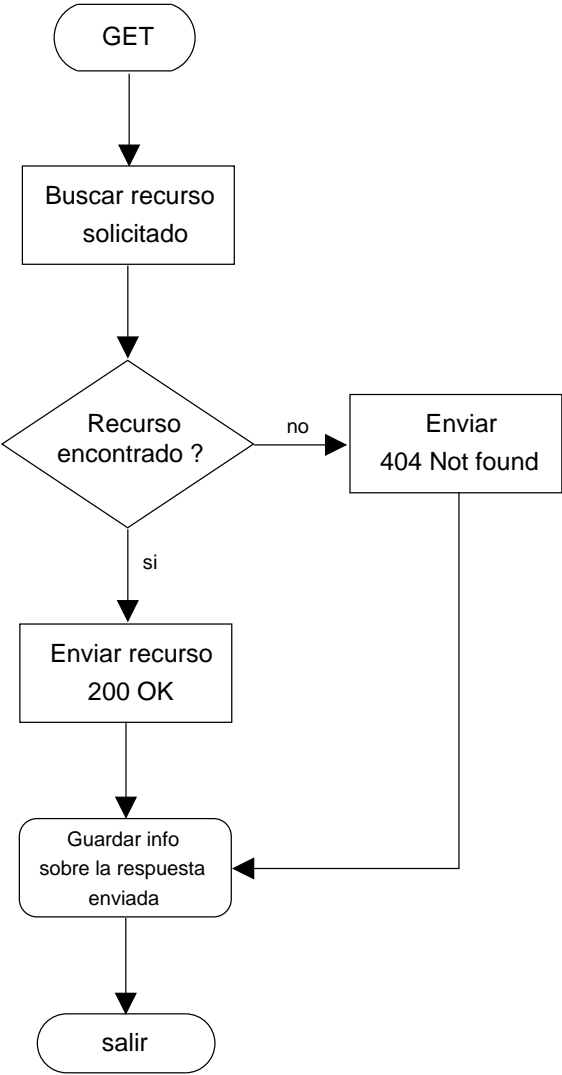 GET
Buscar recurso
solicitado
Recurso
encontrado ?
no
Enviar
404 Not found
si
Enviar recurso
200 OK
Guardar info
sobre la respuesta
enviada
salir